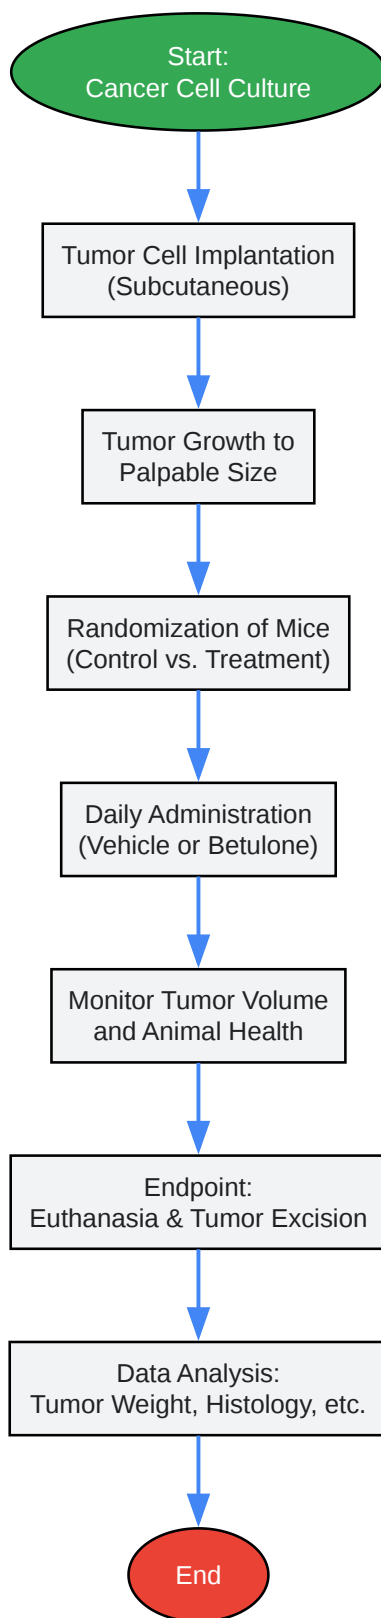 Start:
Cancer Cell Culture
Tumor Cell Implantation
(Subcutaneous)
Tumor Growth to
Palpable Size
Randomization of Mice
(Control vs. Treatment)
Daily Administration
(Vehicle or Betulone)
Monitor Tumor Volume
and Animal Health
Endpoint:
Euthanasia & Tumor Excision
Data Analysis:
Tumor Weight, Histology, etc.
End